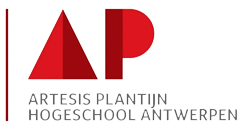 AP
ARTESIS PLANTIJN
HOGESCHOOL ANTWERPEN